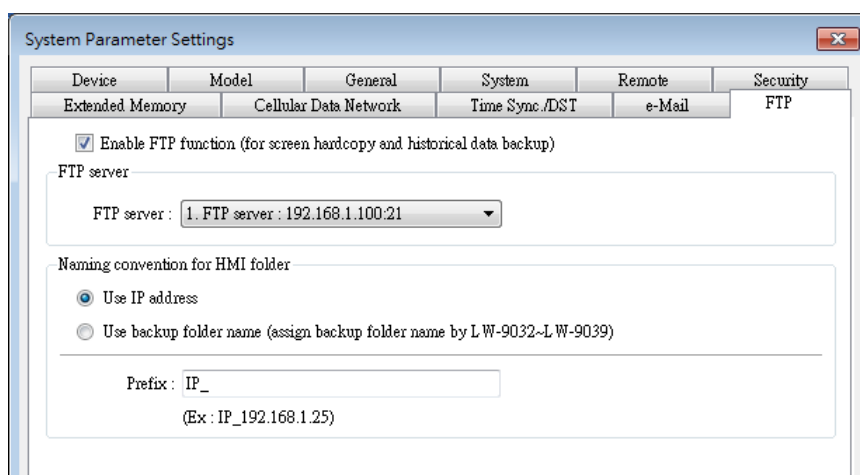 System Parameter Settings
Device Model General System Remote Security
Extended Memory Cellular Data Network Time Sync./DST e-Mail FTP
Enable FTP function (for screen hardcopy and historical data backup)
FTP server
FTP server : 1. FTP server : 192.168.1.100:21
Naming convention for HMI folder
Use IP address
Use backup folder name (assign backup folder name by LW-9032~LW-9039)
Prefix : IP_
(Ex : IP_192.168.1.25)